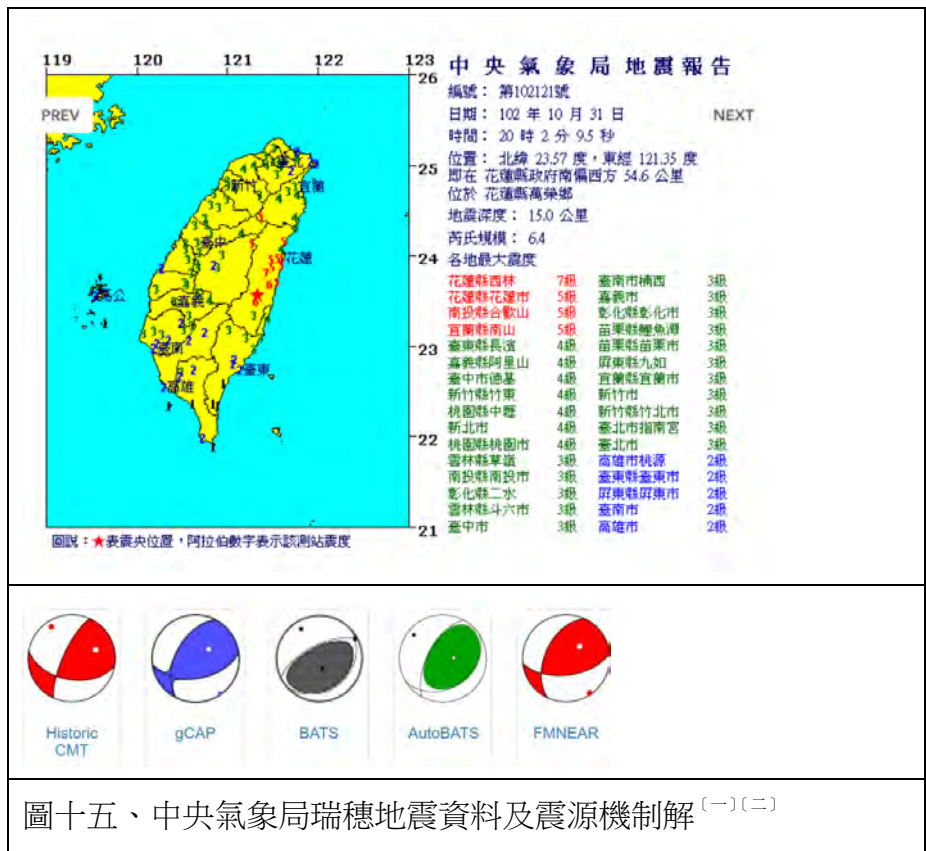 119 120 121 122 123
26
25
24
23
22
21
PREV
NEXT
中央氣象局地震報告
編號： 第102121號
日期： 102 年 10 月 31 日
時間： 20 時 2 分 9.5 秒
位置： 北緯 23.57 度，東經 121.35 度
即在 花蓮縣政府南偏西方 54.6 公里
位於 花蓮縣萬榮鄉
地震深度： 15.0 公里
芮氏規模： 6.4
各地最大震度
花蓮縣西林 7級 臺南市楠西 3級
花蓮縣花蓮市 5級 嘉義市 3級
南投縣合歡山 5級 彰化縣彰化市 3級
宜蘭縣南山 5級 苗栗縣鯉魚潭 3級
臺東縣長濱 4級 苗栗縣苗栗市 3級
嘉義縣阿里山 4級 屏東縣九如 3級
臺中市德基 4級 宜蘭縣宜蘭市 3級
新竹縣竹東 4級 新竹市 3級
桃園縣中壢 4級 新竹縣竹北市 3級
新北市 4級 臺北市指南宮 3級
桃園縣桃園市 4級 臺北市 3級
雲林縣草嶺 3級 高雄市桃源 2級
南投縣南投市 3級 臺東縣臺東市 2級
彰化縣二水 3級 屏東縣屏東市 2級
雲林縣斗六市 3級 臺南市 2級
臺中市 3級 高雄市 2級
新竹
宜蘭
花蓮
嘉義
臺南
臺東
高雄
圖說：★表震央位置，阿拉伯數字表示該測站震度
Historic CMT
gCAP
BATS
AutoBATS
FMNEAR
圖十五、中央氣象局瑞穗地震資料及震源機制解〔一〕〔二〕